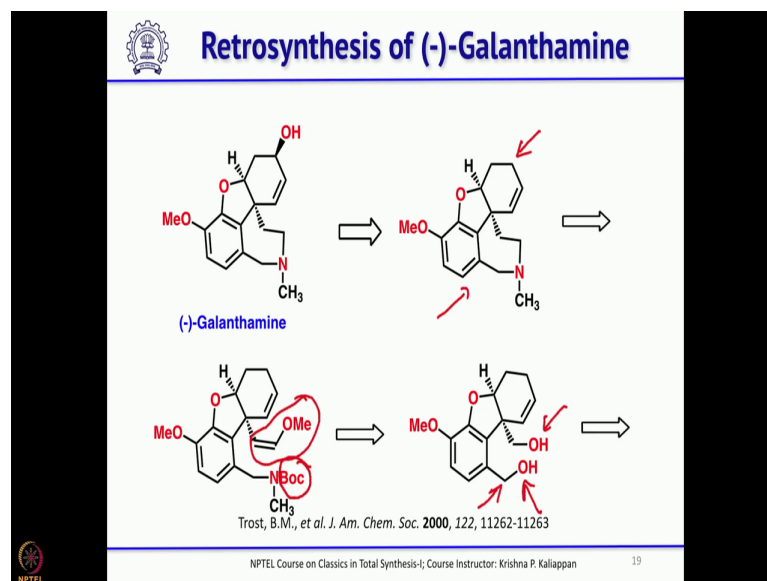 Retrosynthesis of (-)-Galanthamine
OH
H
O
MeO
N
CH3
H
O
MeO
N
CH3
(-)-Galanthamine
H
O
OMe
MeO
NBoc
CH3
H
O
MeO
OH
OH
Trost, B.M., et al. J. Am. Chem. Soc. 2000, 122, 11262-11263
NPTEL Course on Classics in Total Synthesis-I; Course Instructor: Krishna P. Kaliappan
19
NPTEL